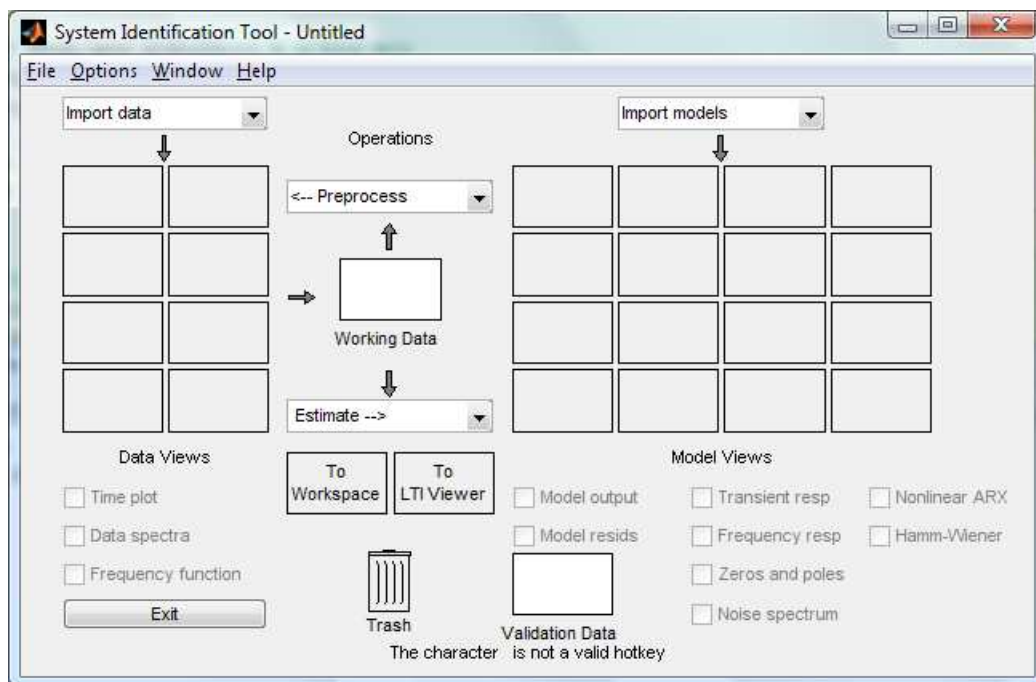 System Identification Tool - Untitled
File Options Window Help
Import data
Operations
Import models
<-- Preprocess
Working Data
Estimate -->
Data Views
To
Workspace
To
LTI Viewer
Model Views
Time plot
Data spectra
Frequency function
Exit
Trash
Model output
Model resids
Transient resp
Frequency resp
Zeros and poles
Noise spectrum
Nonlinear ARX
Hamm-Wiener
Validation Data
The character is not a valid hotkey